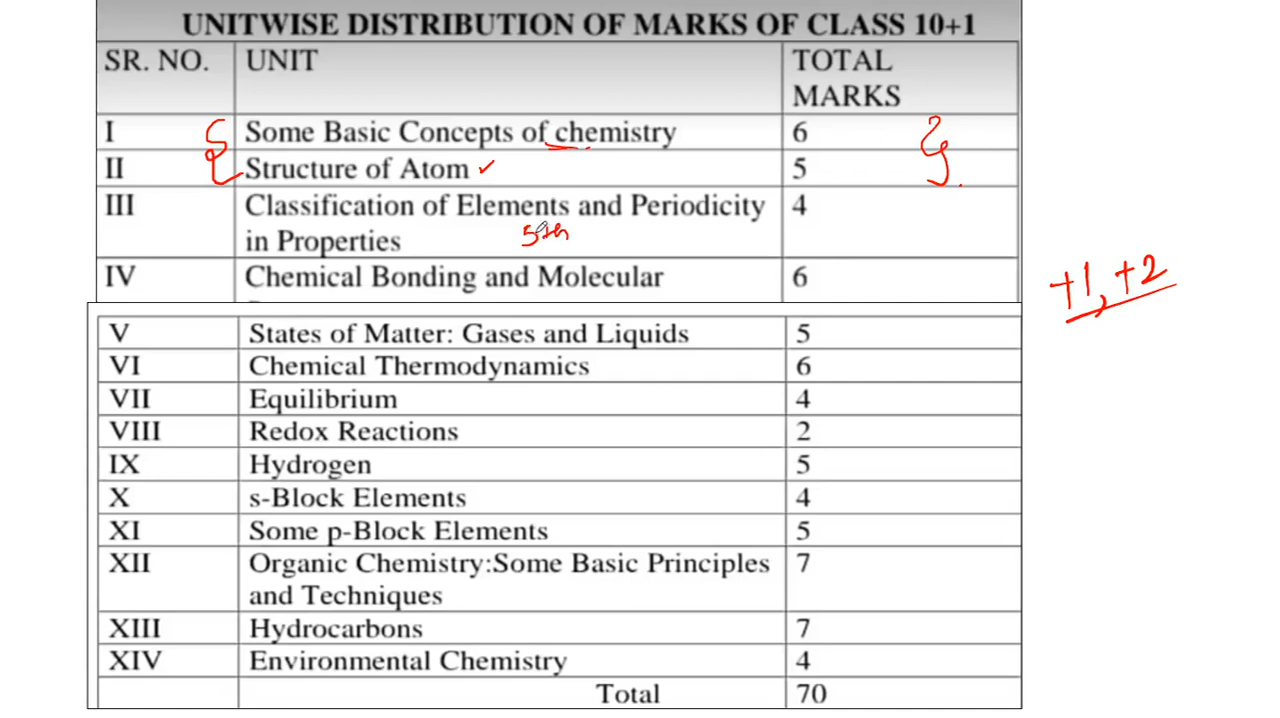 UNITWISE DISTRIBUTION OF MARKS OF CLASS 10+1
SR. NO. UNIT TOTAL
MARKS
I Some Basic Concepts of chemistry 6
II Structure of Atom 5
III Classification of Elements and Periodicity 4
in Properties
IV Chemical Bonding and Molecular 6
+1, +2
V States of Matter: Gases and Liquids 5
VI Chemical Thermodynamics 6
VII Equilibrium 4
VIII Redox Reactions 2
IX Hydrogen 5
X s-Block Elements 4
XI Some p-Block Elements 5
XII Organic Chemistry:Some Basic Principles 7
and Techniques
XIII Hydrocarbons 7
XIV Environmental Chemistry 4
Total 70